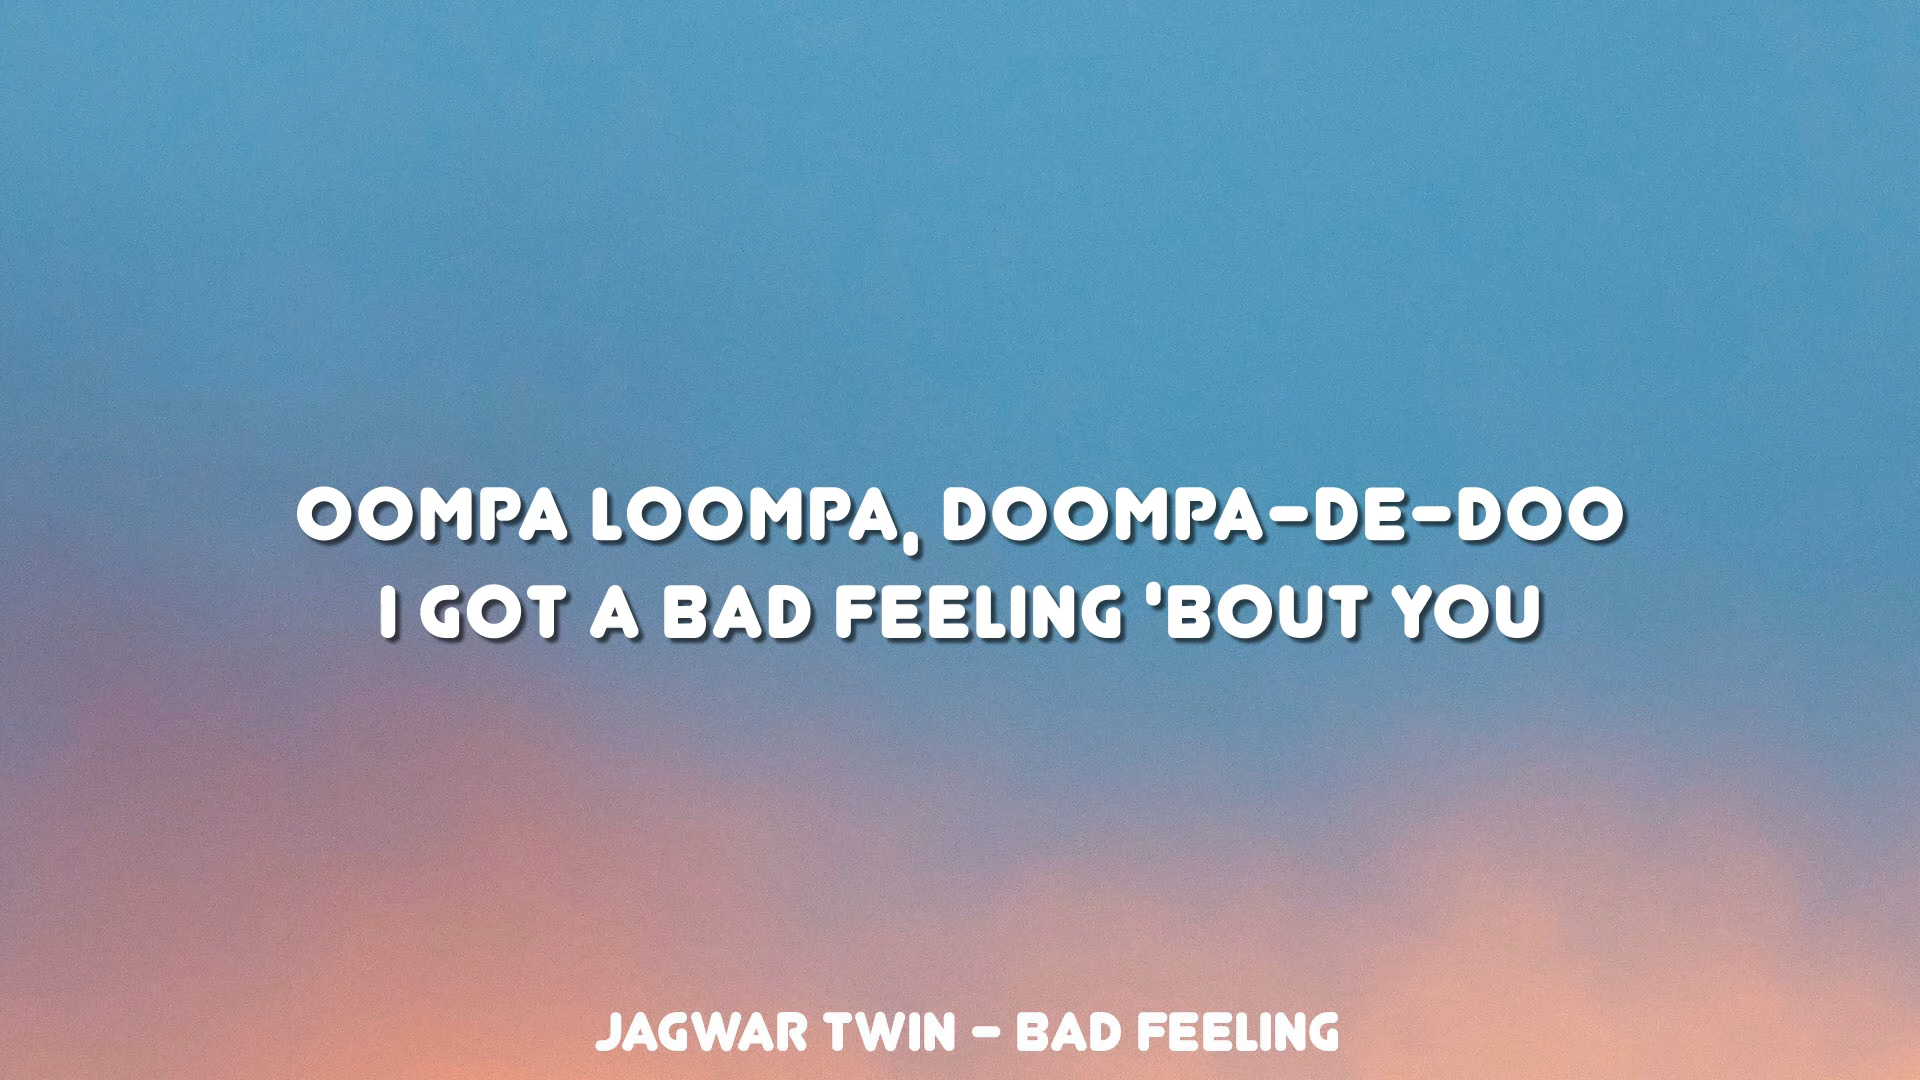 OOMPA LOOMPA, DOOMPA-DE-DOO
I GOT A BAD FEELING 'BOUT YOU
JAGWAR TWIN - BAD FEELING